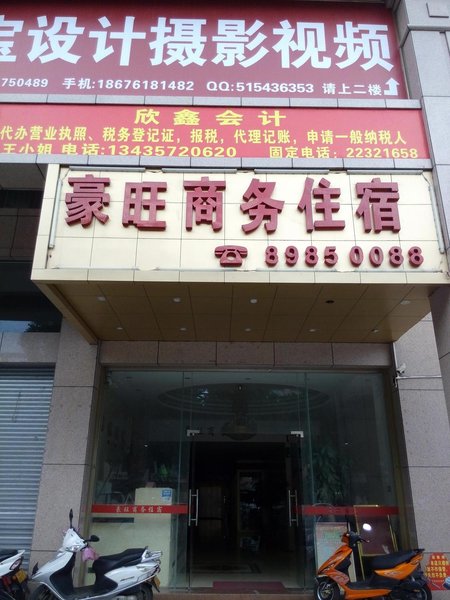 宝设计摄影视频
750489 手机:18676181482 QQ:515436353 请上二楼
欣鑫会计
代办营业执照、税务登记证，报税，代理记账，申请一般纳税人
王小姐 电话:13435720620 固定电话:22321658
豪旺商务住宿
89850088
豪旺商务住宿